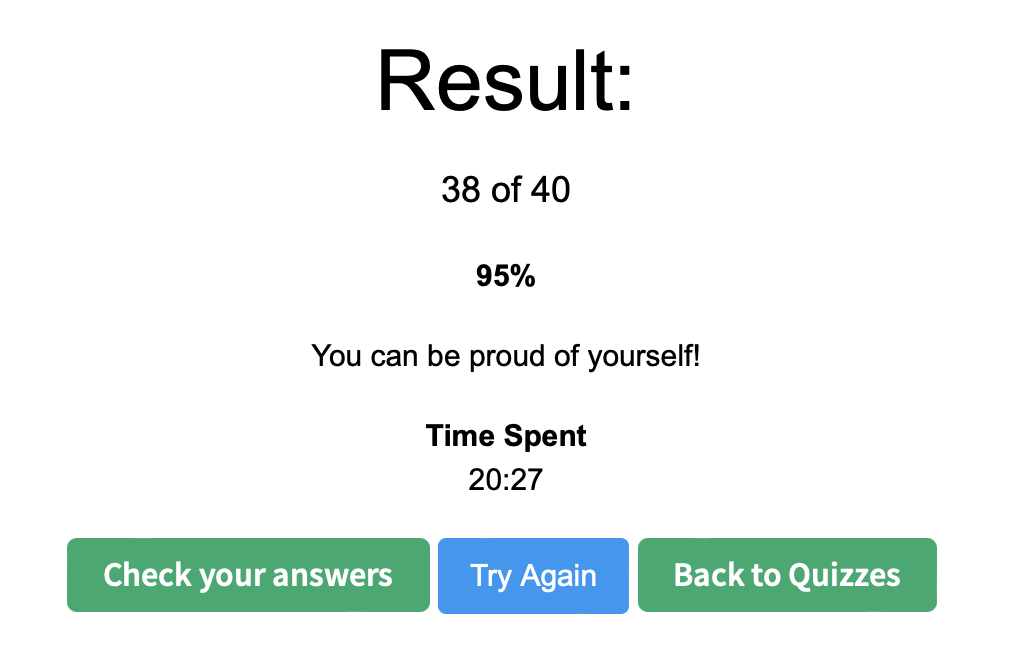 Result:
38 of 40
95%
You can be proud of yourself!
Time Spent
20:27
Check your answers Try Again Back to Quizzes